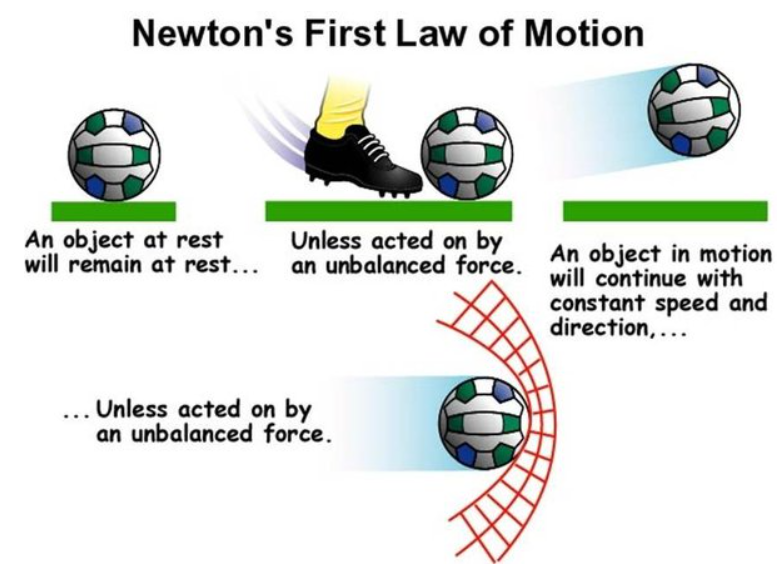 Newton's First Law of Motion
An object at rest
will remain at rest...
Unless acted on by
an unbalanced force.
An object in motion
will continue with
constant speed and
direction,...
... Unless acted on by
an unbalanced force.